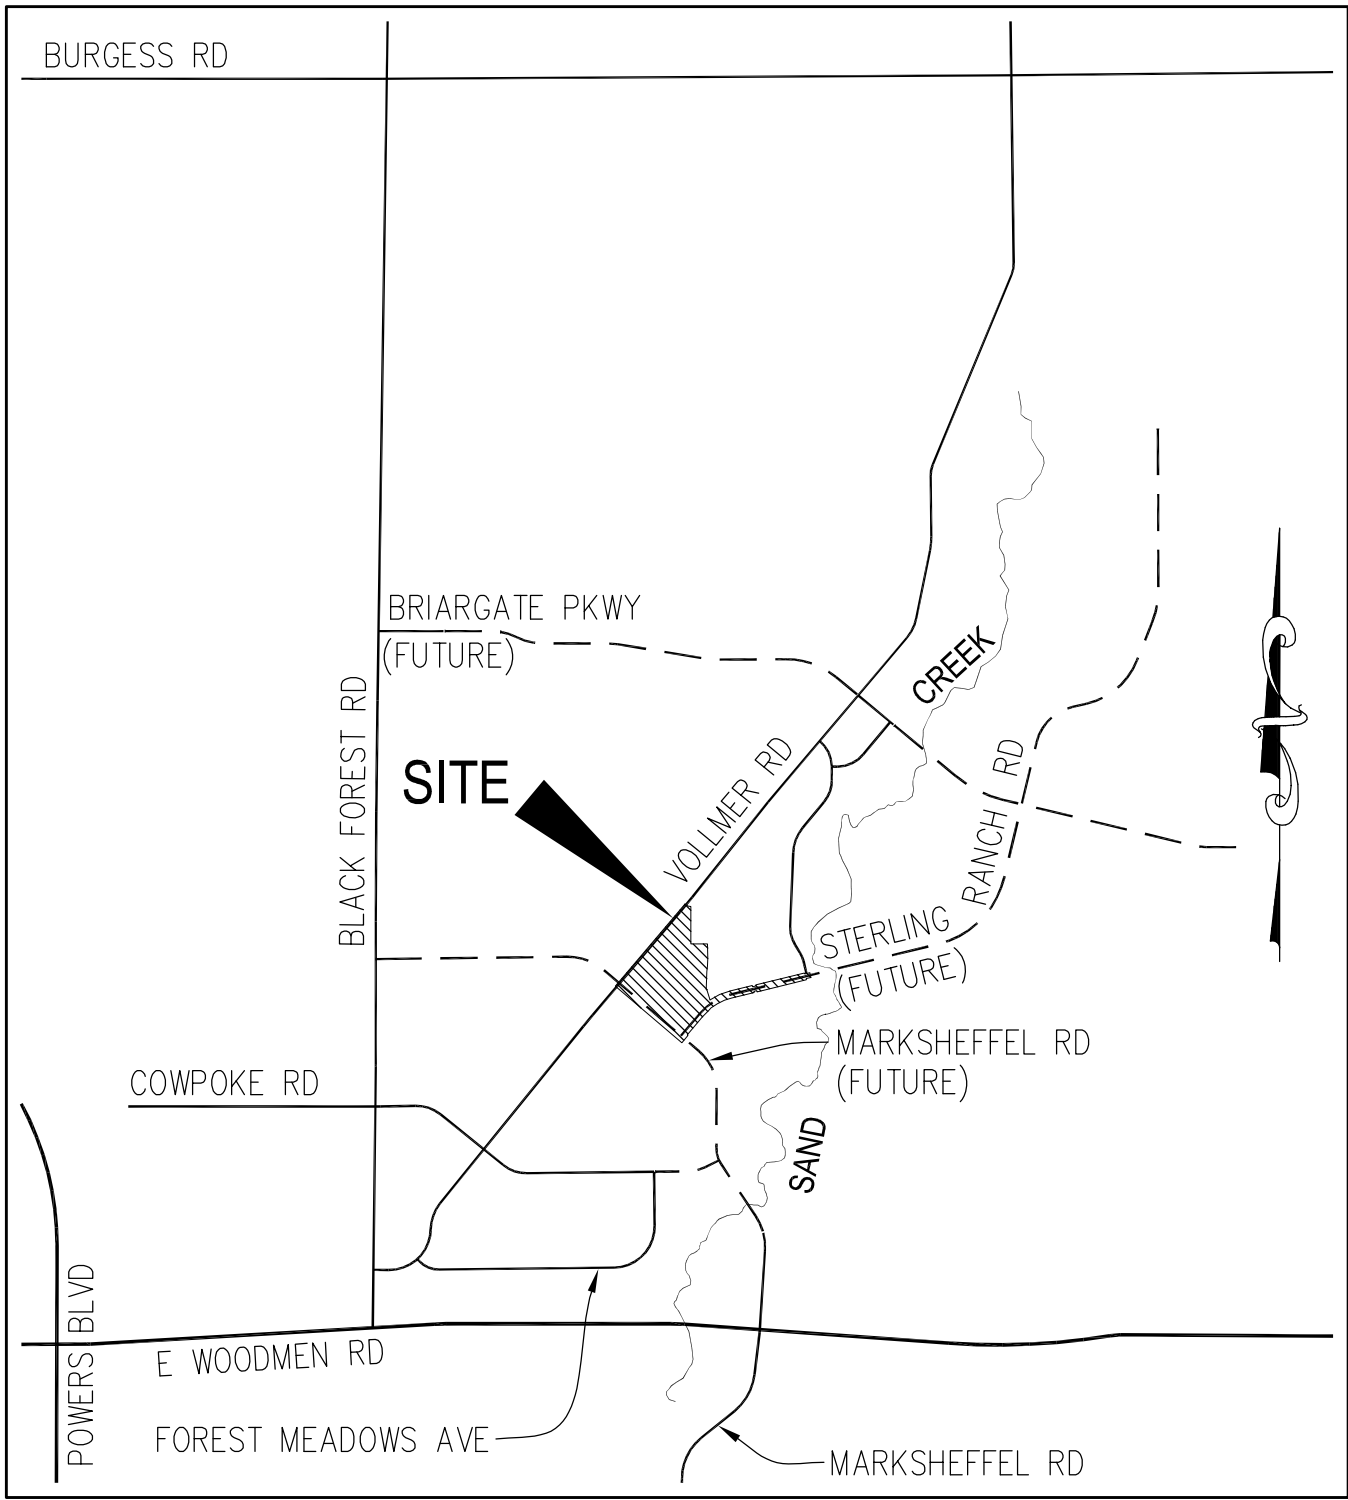 BURGESS RD
BRIARGATE PKWY
(FUTURE)
CREEK
BLACK FOREST RD
SITE
VOLLMER RD
STERLING RANCH RD
(FUTURE)
MARKSHEFFEL RD
(FUTURE)
COWPOKE RD
SAND
POWERS BLVD
E WOODMEN RD
FOREST MEADOWS AVE
MARKSHEFFEL RD